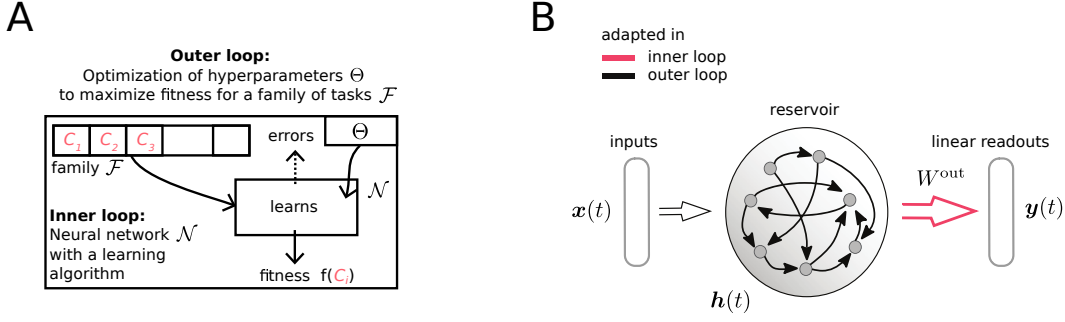 A
Outer loop:
Optimization of hyperparameters Θ
to maximize fitness for a family of tasks ℱ
C1 C2 C3
errors
Θ
family ℱ
𝒩
learns
Inner loop:
Neural network 𝒩
with a learning
algorithm
fitness f(Ci)
B
adapted in
inner loop
outer loop
reservoir
inputs
linear readouts
W^out
x(t)
y(t)
h(t)